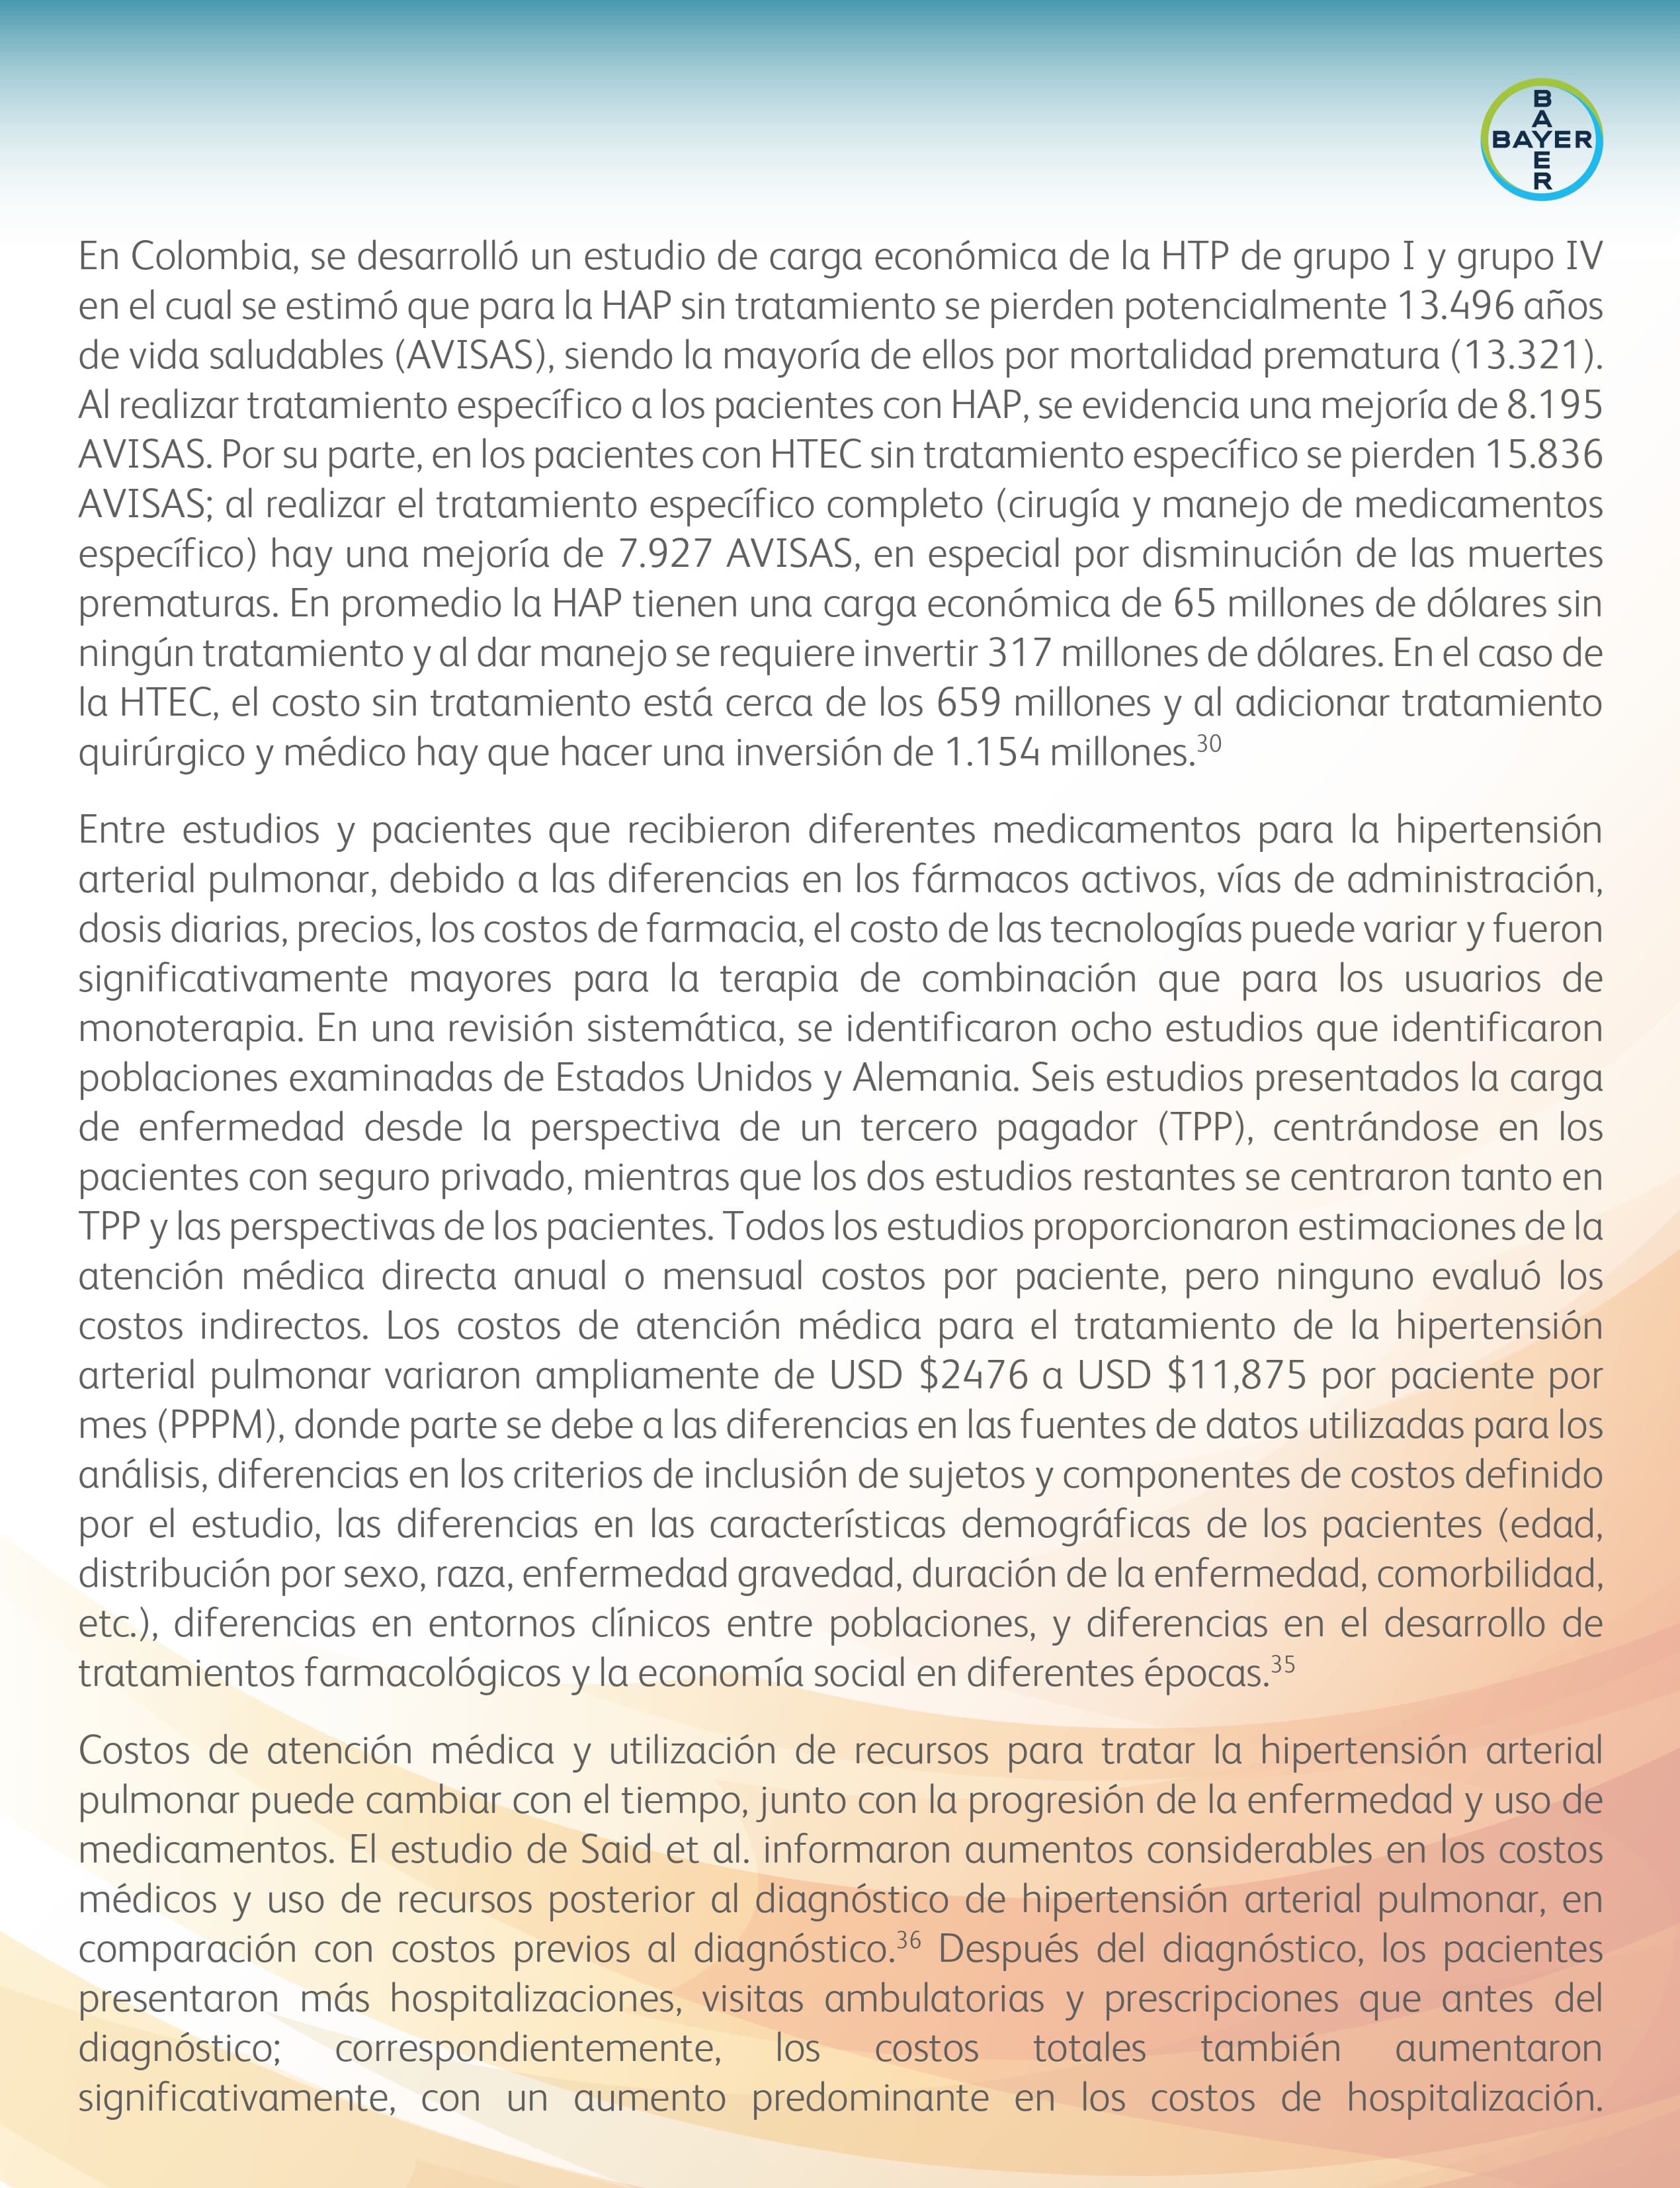 B
A
BAYER
E
R
En Colombia, se desarrolló un estudio de carga económica de la HTP de grupo I y grupo IV
en el cual se estimó que para la HAP sin tratamiento se pierden potencialmente 13.496 años
de vida saludables (AVISAS), siendo la mayoría de ellos por mortalidad prematura (13.321).
Al realizar tratamiento específico a los pacientes con HAP, se evidencia una mejoría de 8.195
AVISAS. Por su parte, en los pacientes con HTEC sin tratamiento específico se pierden 15.836
AVISAS; al realizar el tratamiento específico completo (cirugía y manejo de medicamentos
específico) hay una mejoría de 7.927 AVISAS, en especial por disminución de las muertes
prematuras. En promedio la HAP tienen una carga económica de 65 millones de dólares sin
ningún tratamiento y al dar manejo se requiere invertir 317 millones de dólares. En el caso de
la HTEC, el costo sin tratamiento está cerca de los 659 millones y al adicionar tratamiento
quirúrgico y médico hay que hacer una inversión de 1.154 millones.30
Entre estudios y pacientes que recibieron diferentes medicamentos para la hipertensión
arterial pulmonar, debido a las diferencias en los fármacos activos, vías de administración,
dosis diarias, precios, los costos de farmacia, el costo de las tecnologías puede variar y fueron
significativamente mayores para la terapia de combinación que para los usuarios de
monoterapia. En una revisión sistemática, se identificaron ocho estudios que identificaron
poblaciones examinadas de Estados Unidos y Alemania. Seis estudios presentados la carga
de enfermedad desde la perspectiva de un tercero pagador (TPP), centrándose en los
pacientes con seguro privado, mientras que los dos estudios restantes se centraron tanto en
TPP y las perspectivas de los pacientes. Todos los estudios proporcionaron estimaciones de la
atención médica directa anual o mensual costos por paciente, pero ninguno evaluó los
costos indirectos. Los costos de atención médica para el tratamiento de la hipertensión
arterial pulmonar variaron ampliamente de USD $2476 a USD $11,875 por paciente por
mes (PPPM), donde parte se debe a las diferencias en las fuentes de datos utilizadas para los
análisis, diferencias en los criterios de inclusión de sujetos y componentes de costos definido
por el estudio, las diferencias en las características demográficas de los pacientes (edad,
distribución por sexo, raza, enfermedad gravedad, duración de la enfermedad, comorbilidad,
etc.), diferencias en entornos clínicos entre poblaciones, y diferencias en el desarrollo de
tratamientos farmacológicos y la economía social en diferentes épocas.35
Costos de atención médica y utilización de recursos para tratar la hipertensión arterial
pulmonar puede cambiar con el tiempo, junto con la progresión de la enfermedad y uso de
medicamentos. El estudio de Said et al. informaron aumentos considerables en los costos
médicos y uso de recursos posterior al diagnóstico de hipertensión arterial pulmonar, en
comparación con costos previos al diagnóstico.36 Después del diagnóstico, los pacientes
presentaron más hospitalizaciones, visitas ambulatorias y prescripciones que antes del
diagnóstico; correspondientemente, los costos totales también aumentaron
significativamente, con un aumento predominante en los costos de hospitalización.